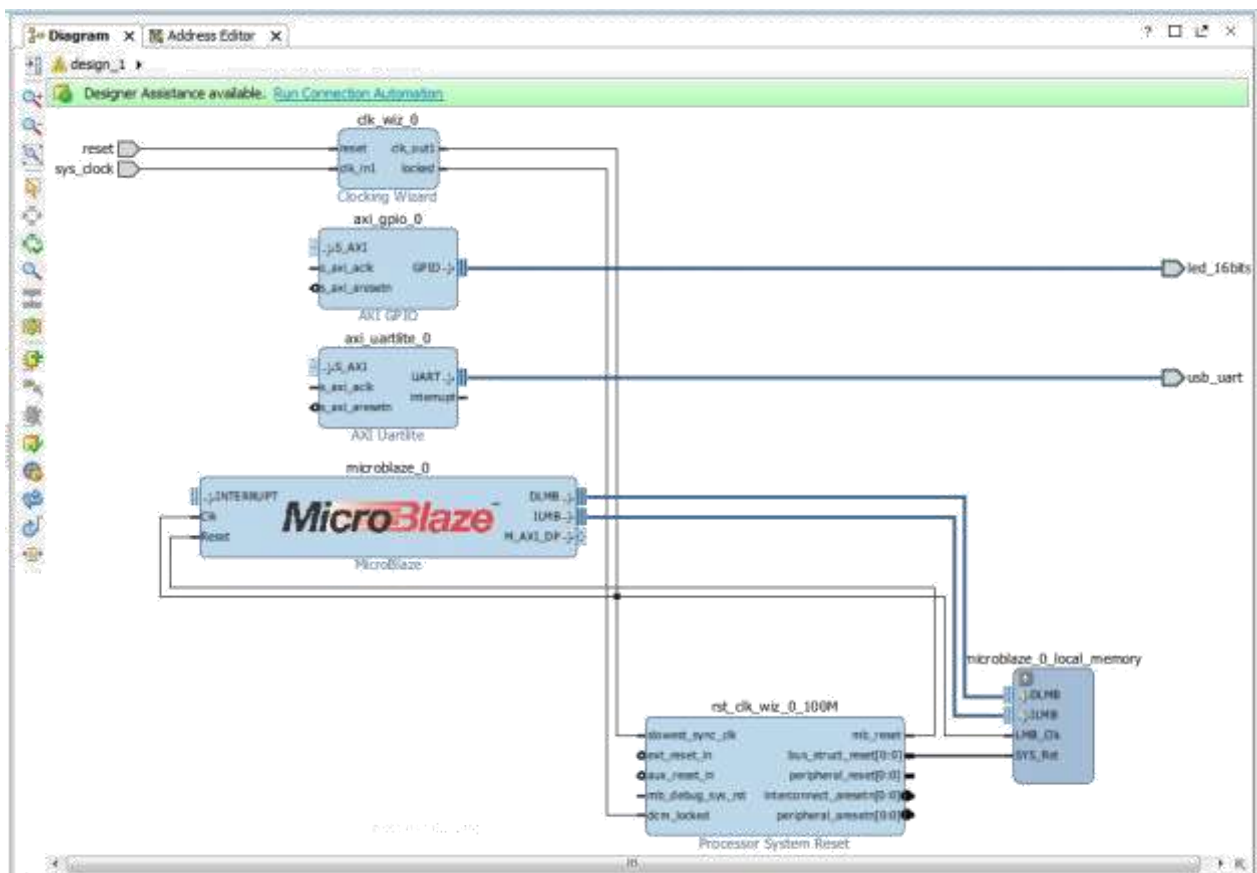 Diagram
Address Editor
design_1
Designer Assistance available. Run Connection Automation
clk_wiz_0
reset
reset
clk_out1
sys_clock
clk_in1
locked
Clocking Wizard
axi_gpio_0
S_AXI
s_axi_aclk
GPIO
led_16bits
s_axi_aresetn
AXI GPIO
axi_uartlite_0
S_AXI
UART
usb_uart
s_axi_aclk
interrupt
s_axi_aresetn
AXI Uartlite
microblaze_0
INTERRUPT
DLMB
Clk
MicroBlaze™
ILMB
Reset
M_AXI_DP
MicroBlaze
microblaze_0_local_memory
DLMB
ILMB
LMB_Clk
SYS_Rst
rst_clk_wiz_0_100M
slowest_sync_clk
mb_reset
ext_reset_in
bus_struct_reset[0:0]
aux_reset_in
peripheral_reset[0:0]
mb_debug_sys_rst
interconnect_aresetn[0:0]
dcm_locked
peripheral_aresetn[0:0]
Processor System Reset